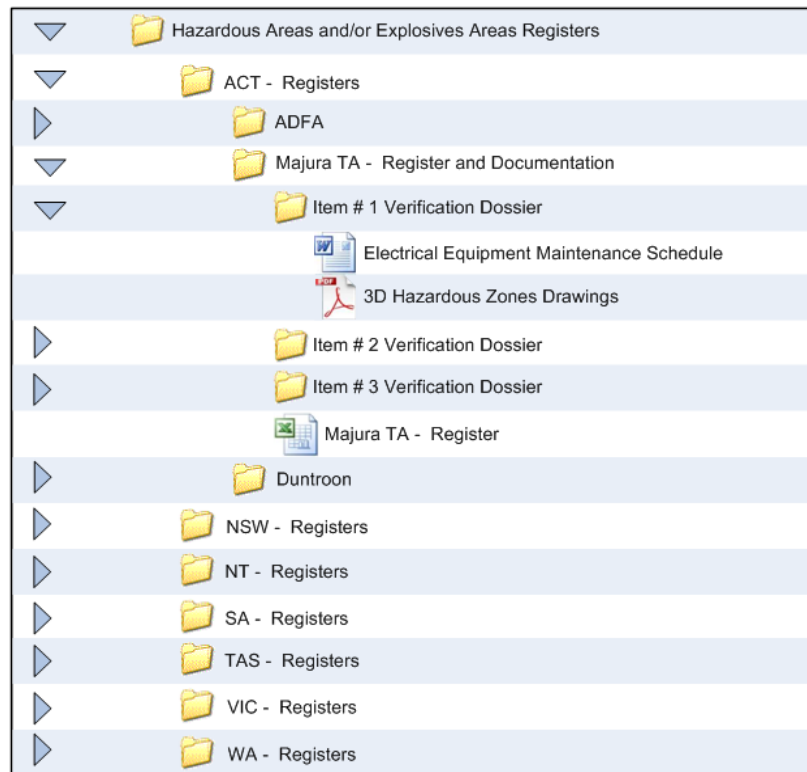 Hazardous Areas and/or Explosives Areas Registers
ACT - Registers
ADFA
Majura TA - Register and Documentation
Item # 1 Verification Dossier
Electrical Equipment Maintenance Schedule
PDF
3D Hazardous Zones Drawings
Item # 2 Verification Dossier
Item # 3 Verification Dossier
Majura TA - Register
Duntroon
NSW - Registers
NT - Registers
SA - Registers
TAS - Registers
VIC - Registers
WA - Registers